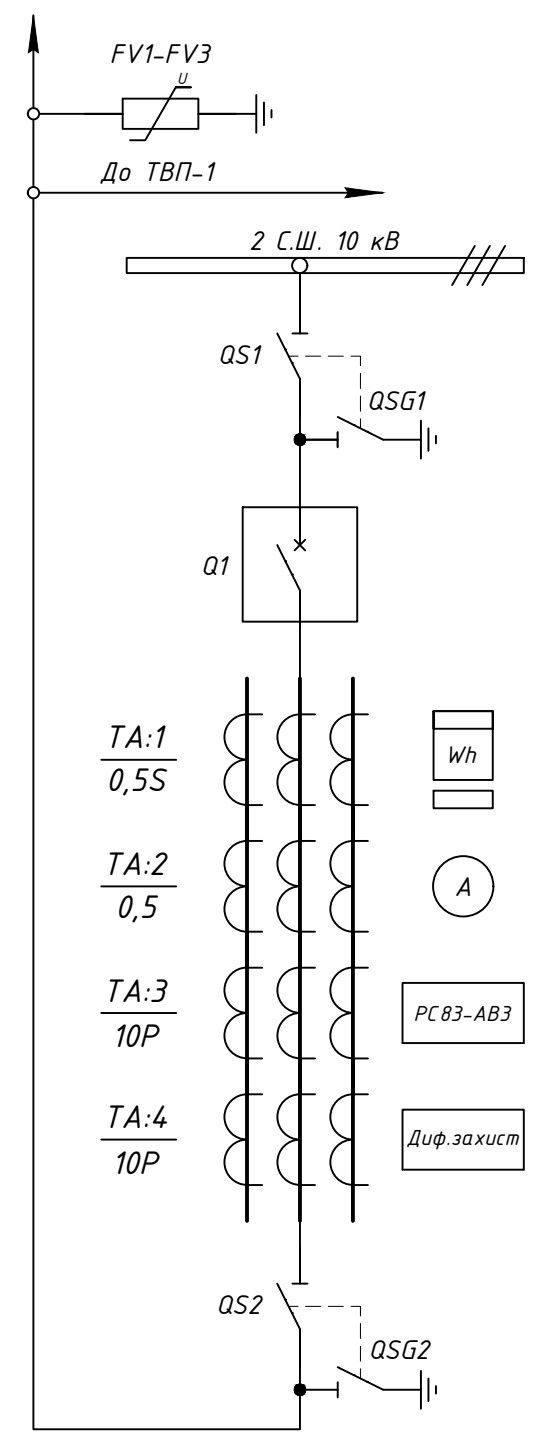 FV1-FV3
U
До ТВП-1
2 С.Ш. 10 кВ
QS1
QSG1
Q1
TA:1
0,5S
Wh
TA:2
0,5
A
TA:3
10P
РС83-АВ3
TA:4
10P
Диф.захист
QS2
QSG2